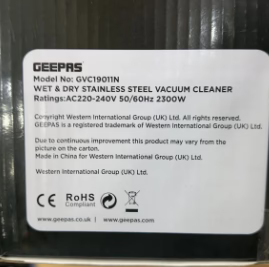 GEEPAS
Model No: GVC19011N
WET & DRY STAINLESS STEEL VACUUM CLEANER
Ratings:AC220-240V 50/60Hz 2300W
Copyright Western International Group (UK) Ltd. All rights reserved.
GEEPAS is a registered trademark of Western International Group (UK) Ltd.
Due to continuous improvement this product may vary from the
picture on the carton.
Made in China for Western International Group (UK) Ltd.
Western International Group (UK) Ltd.
CE RoHS
Compliant
www.geepas.co.uk | www.geepas.com